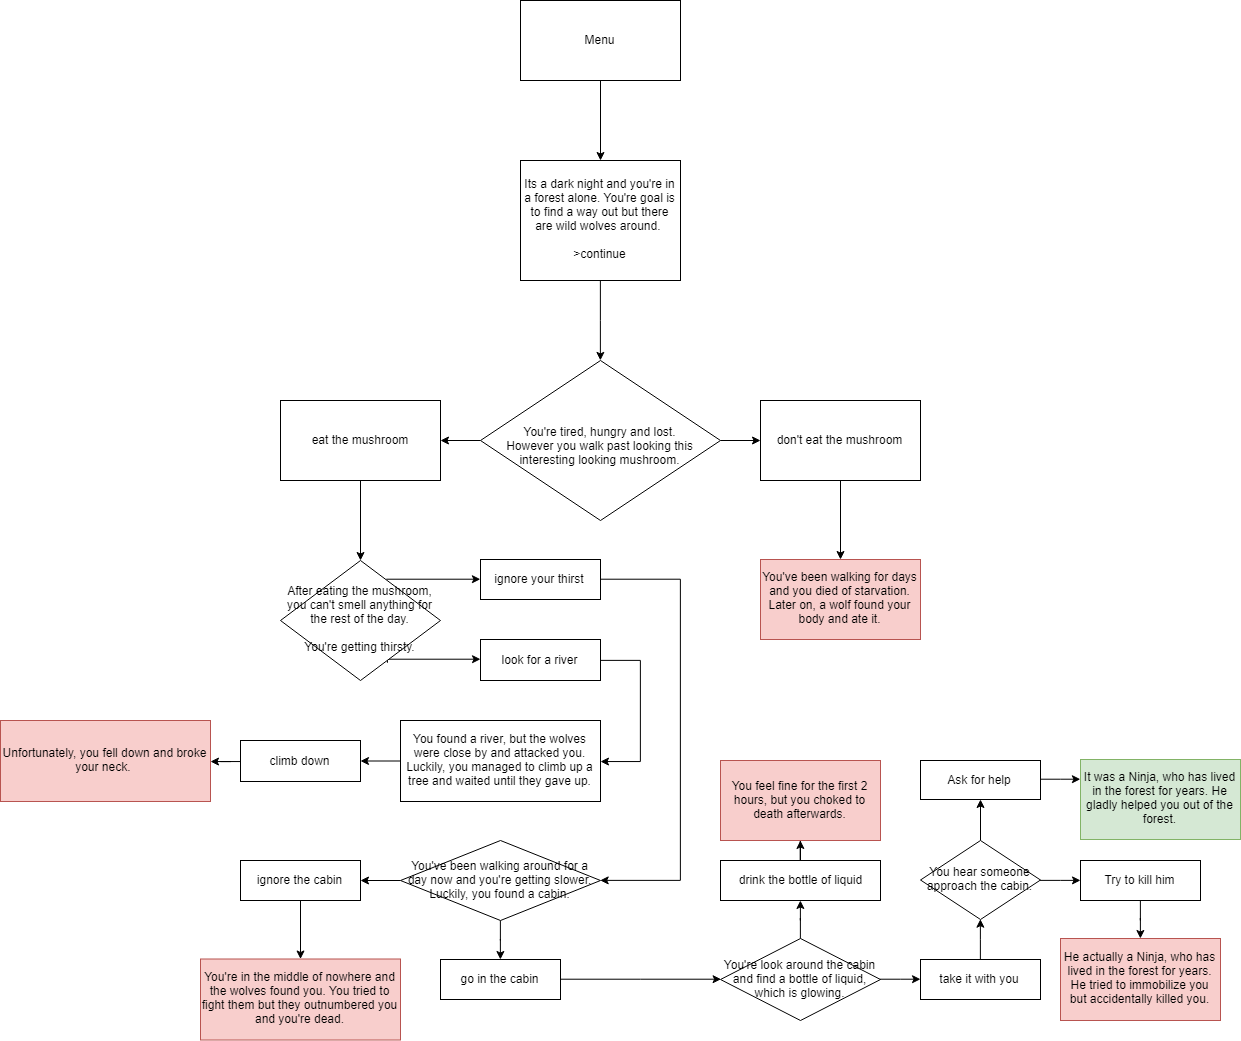 Menu
Its a dark night and you're in
a forest alone. You're goal is
to find a way out but there
are wild wolves around.
>continue
You're tired, hungry and lost.
However you walk past looking this
interesting looking mushroom.
eat the mushroom
don't eat the mushroom
After eating the mushroom,
you can't smell anything for
the rest of the day.
You're getting thirsty.
ignore your thirst
look for a river
You've been walking for days
and you died of starvation.
Later on, a wolf found your
body and ate it.
You found a river, but the wolves
were close by and attacked you.
Luckily, you managed to climb up a
tree and waited until they gave up.
climb down
Unfortunately, you fell down and broke
your neck.
You've been walking around for a
day now and you're getting slower.
Luckily, you found a cabin.
ignore the cabin
You're in the middle of nowhere and
the wolves found you. You tried to
fight them but they outnumbered you
and you're dead.
go in the cabin
You're look around the cabin
and find a bottle of liquid,
which is glowing.
drink the bottle of liquid
You feel fine for the first 2
hours, but you choked to
death afterwards.
take it with you
You hear someone
approach the cabin.
Ask for help
It was a Ninja, who has lived
in the forest for years. He
gladly helped you out of the
forest.
Try to kill him
He actually a Ninja, who has
lived in the forest for years.
He tried to immobilize you
but accidentally killed you.